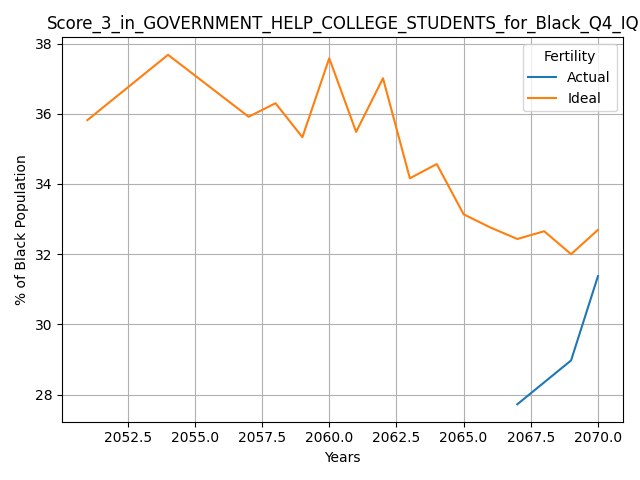 Score_3_in_GOVERNMENT_HELP_COLLEGE_STUDENTS_for_Black_Q4_IQ
Fertility
Actual
Ideal
% of Black Population
38
36
34
32
30
28
2052.5 2055.0 2057.5 2060.0 2062.5 2065.0 2067.5 2070.0
Years